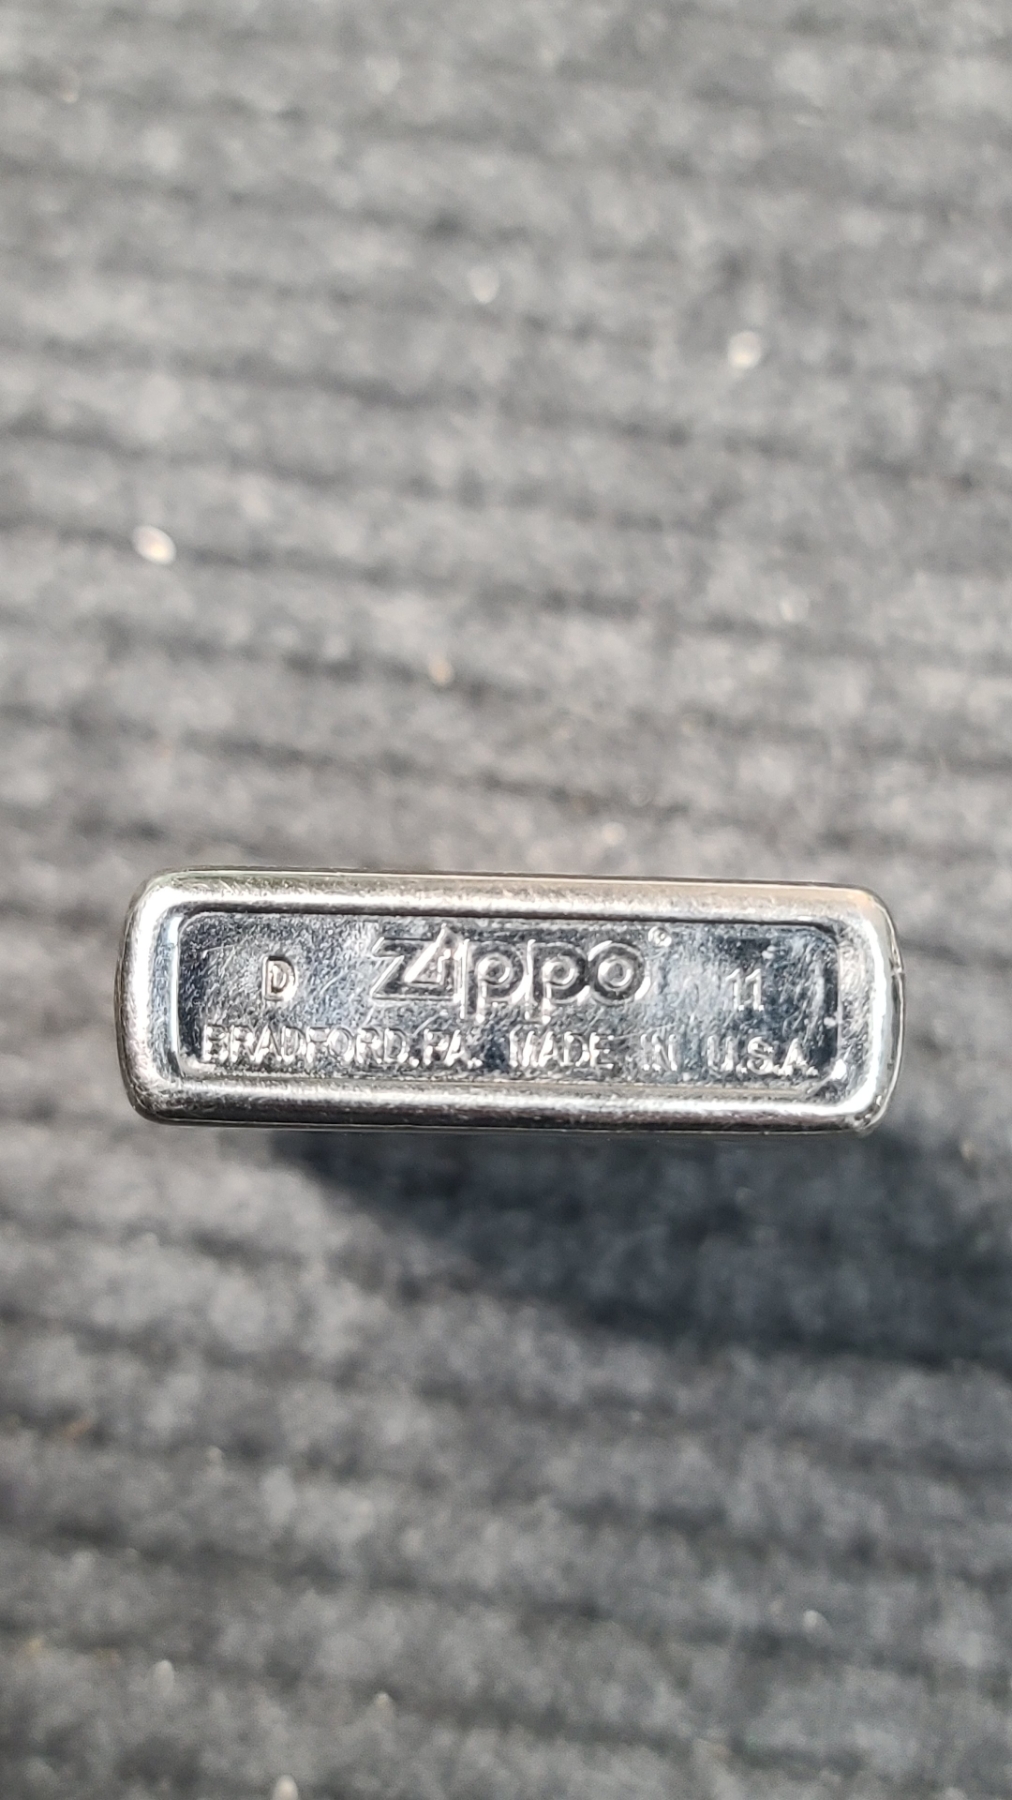 D Zippo® 11
BRADFORD, PA. MADE IN U.S.A.